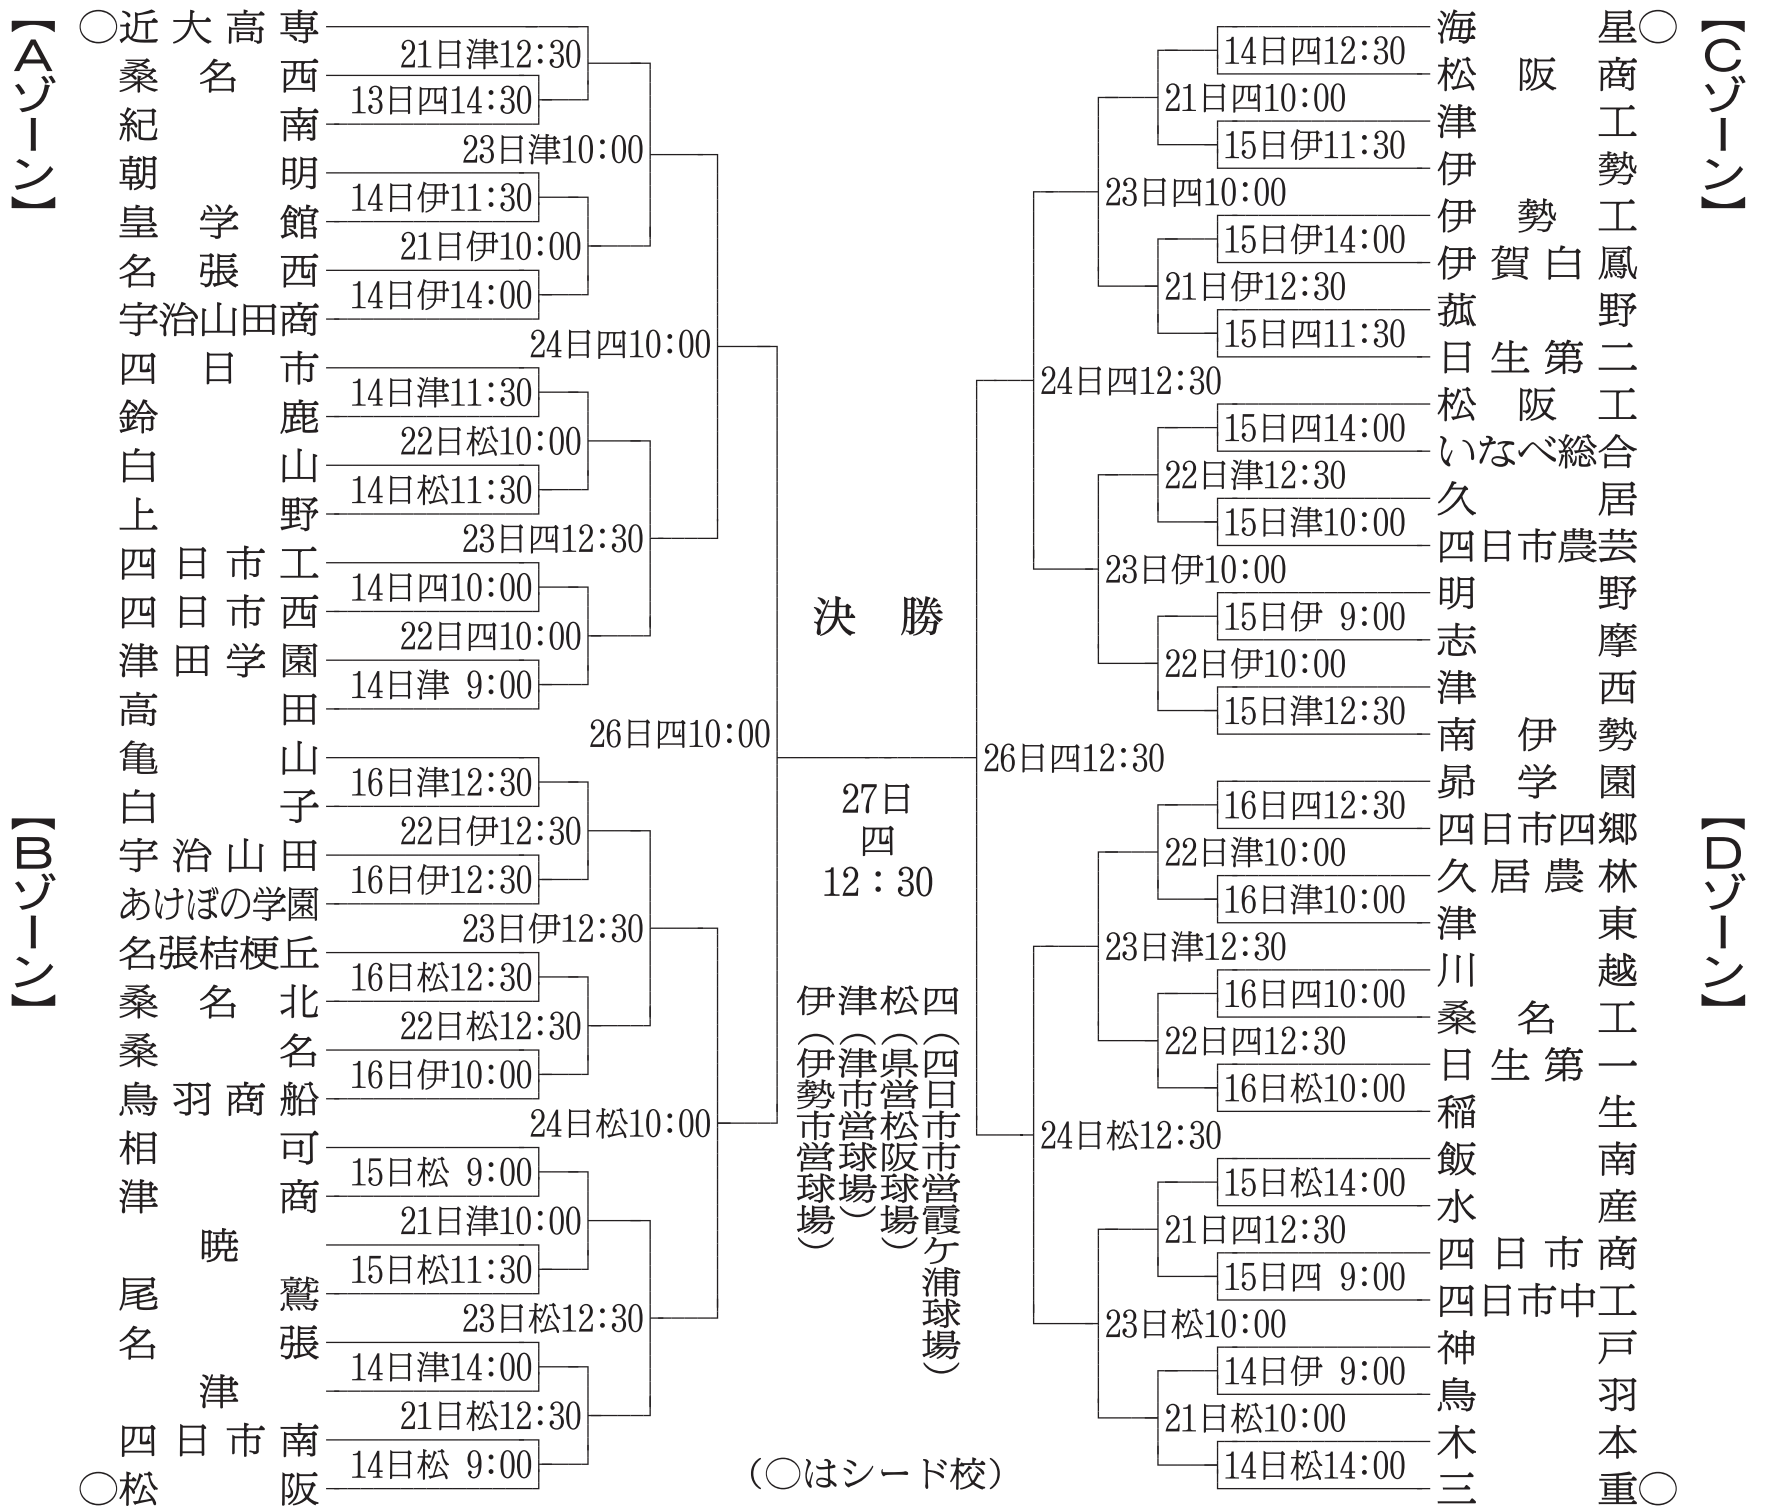 【Aゾーン】
○近大高専
桑名西
紀南
朝明
皇学館
名張西
宇治山田商
四日市
鈴鹿
白山
上野
四日市工
四日市西
津田学園
高田
【Bゾーン】
亀山
白子
宇治山田
あけぼの学園
名張桔梗丘
桑名北
桑名
鳥羽商船
相可
津商
暁
尾鷲
名張
津
四日市南
○松阪
21日津12:30
13日四14:30
23日津10:00
14日伊11:30
21日伊10:00
14日伊14:00
24日四10:00
14日津11:30
22日松10:00
14日松11:30
23日四12:30
14日四10:00
22日四10:00
14日津 9:00
26日四10:00
16日津12:30
22日伊12:30
16日伊12:30
23日伊12:30
16日松12:30
22日松12:30
16日伊10:00
24日松10:00
15日松 9:00
21日津10:00
15日松11:30
23日松12:30
14日津14:00
21日松12:30
14日松 9:00
決勝
27日
四
12:30
四(四日市市営霞ケ浦球場)
松(県営松阪球場)
津(津市営球場)
伊(伊勢市営球場)
(○はシード校)
14日四12:30
21日四10:00
15日伊11:30
23日四10:00
15日伊14:00
21日伊12:30
15日四11:30
24日四12:30
15日四14:00
22日津12:30
15日津10:00
23日伊10:00
15日伊 9:00
22日伊10:00
15日津12:30
26日四12:30
16日四12:30
22日津10:00
16日津10:00
23日津12:30
16日四10:00
22日四12:30
16日松10:00
24日松12:30
15日松14:00
21日四12:30
15日四 9:00
23日松10:00
14日伊 9:00
21日松10:00
14日松14:00
【Cゾーン】
海星○
松阪商
津工
伊勢
伊勢工
伊賀白鳳
菰野
日生第二
松阪工
いなべ総合
久居
四日市農芸
明野
志摩
津西
南伊勢
【Dゾーン】
昴学園
四日市四郷
久居農林
津東
川越
桑名工
日生第一
稲生
飯南
水産
四日市商
四日市中工
神戸
鳥羽
木本
三重○